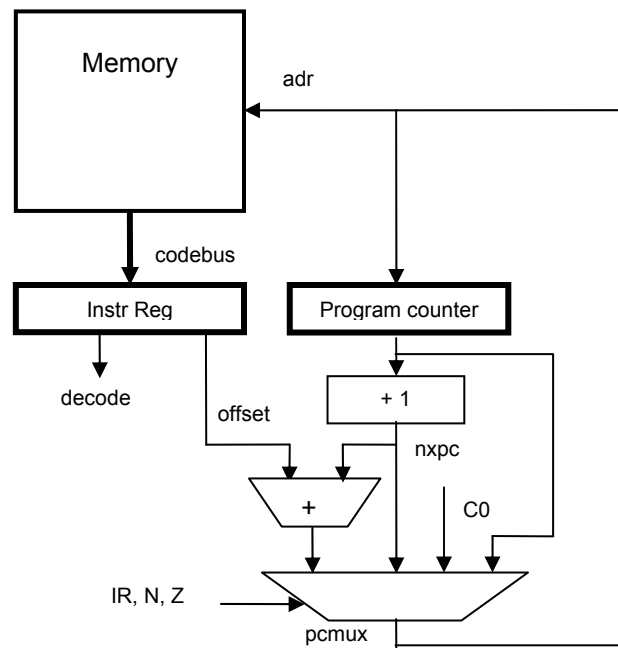 Memory
adr
codebus
Instr Reg
Program counter
decode
+ 1
offset
nxpc
+
C0
IR, N, Z
pcmux